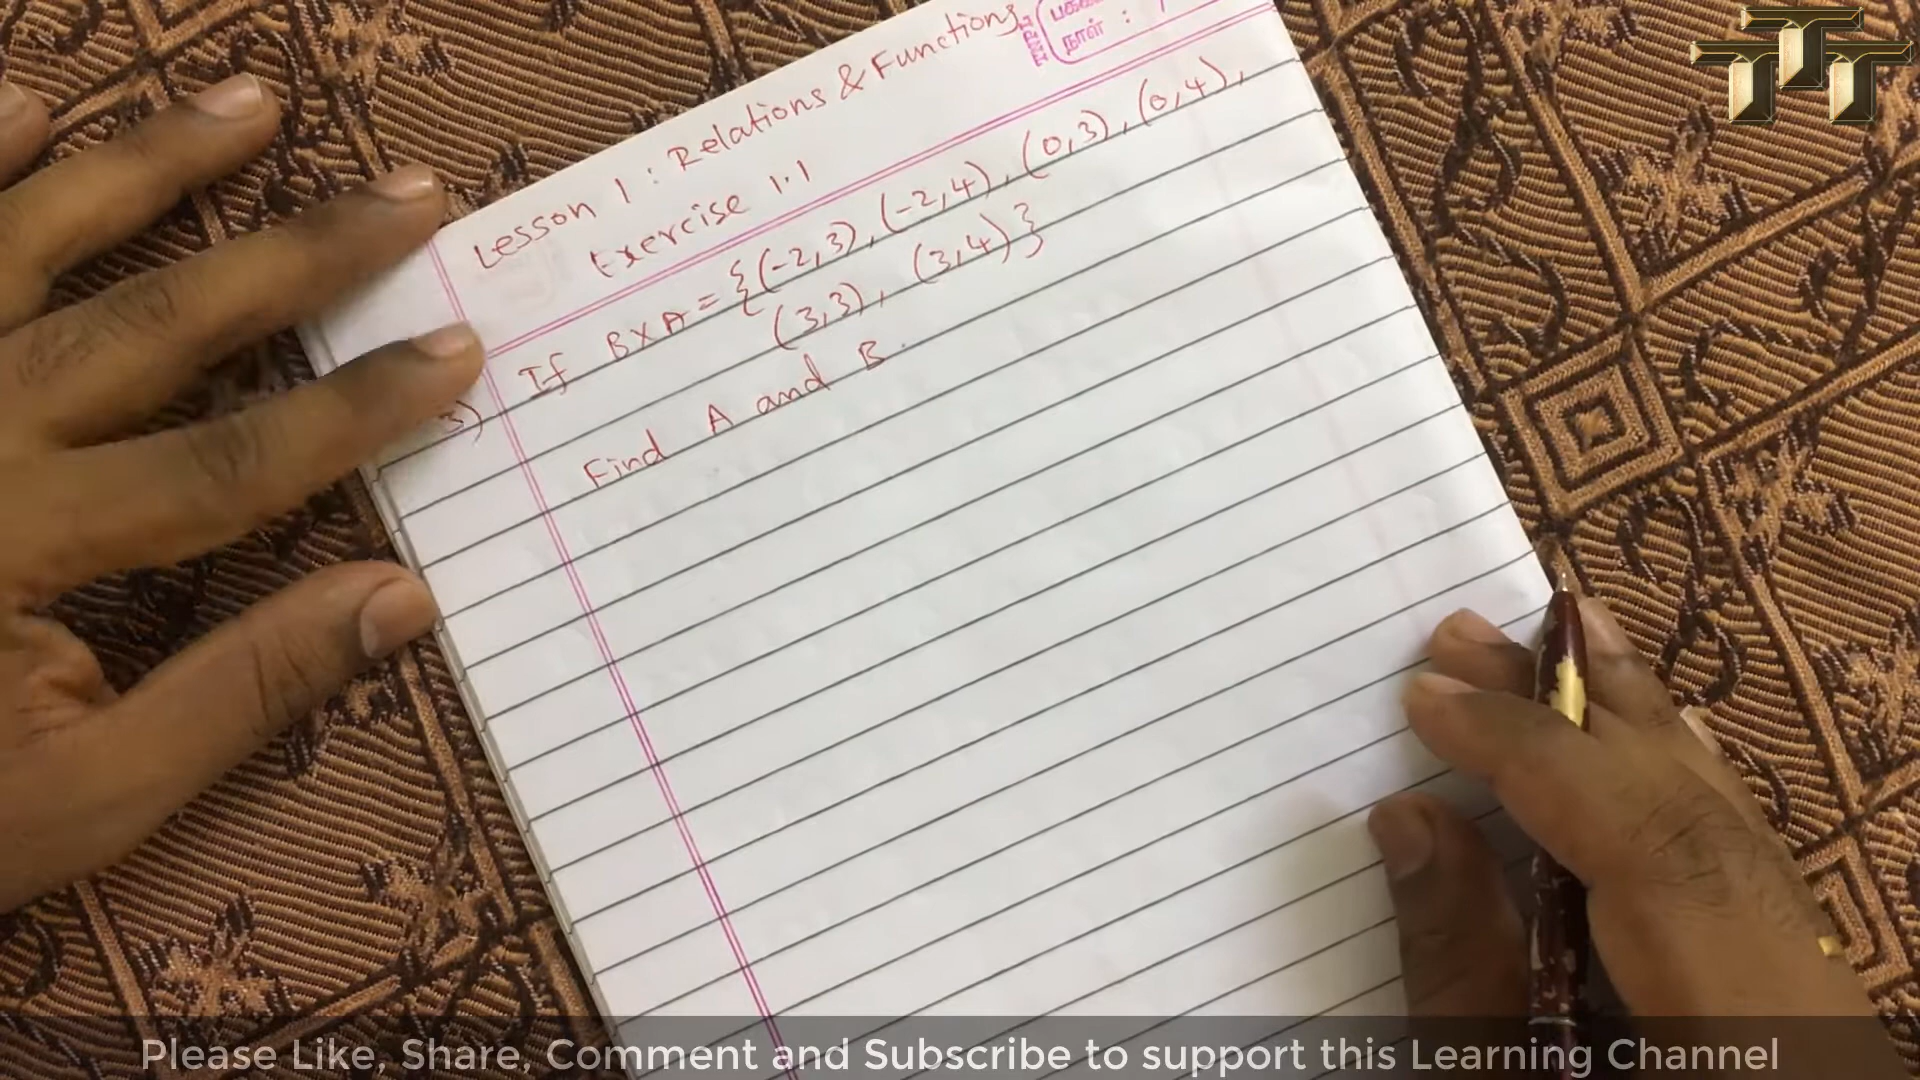 நாள் :
Lesson 1 : Relations & Functions
Exercise 1.1
3) If B×A = {(-2,3), (-2,4), (0,3), (0,4),
(3,3), (3,4)}
Find A and B.
TTT
Please Like, Share, Comment and Subscribe to support this Learning Channel